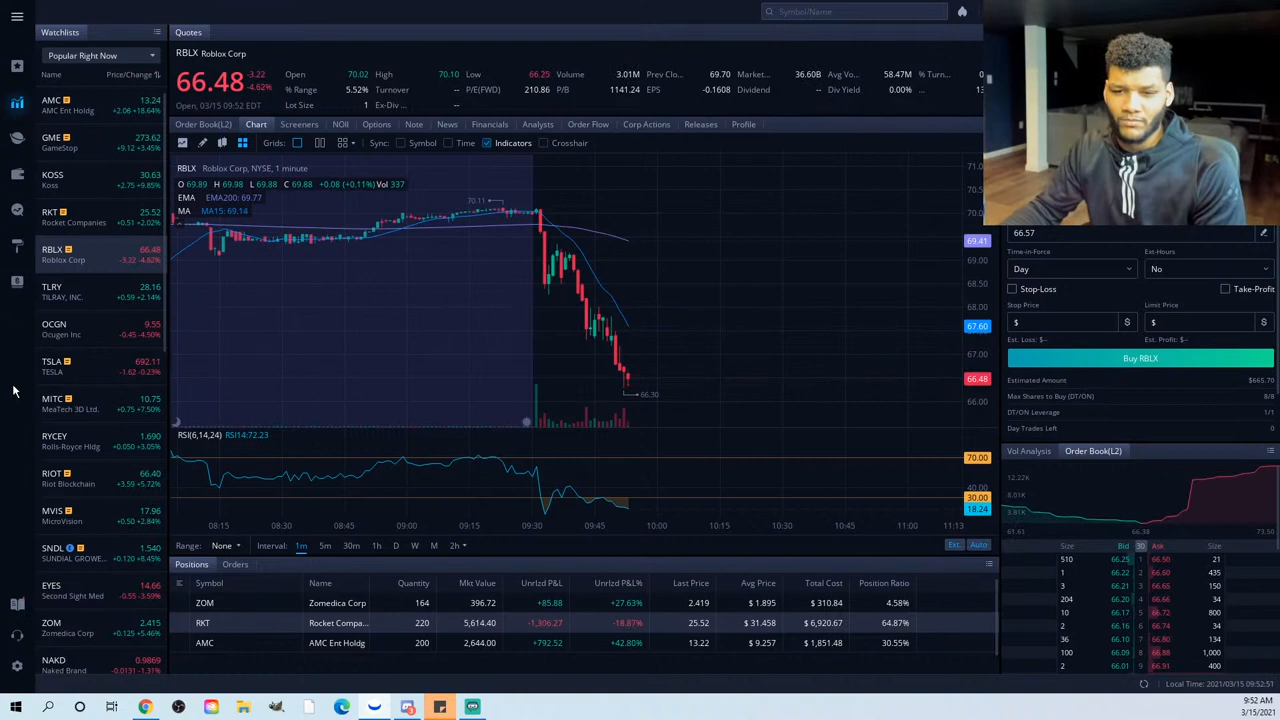 Symbol/Name
Watchlists
Quotes
Popular Right Now
Name Price/Change
AMC 13.24
AMC Ent Holdg +2.06 +18.64%
GME 273.62
GameStop +9.12 +3.45%
KOSS 30.63
Koss +2.75 +9.85%
RKT 25.52
Rocket Companies +0.51 +2.02%
RBLX 66.48
Roblox Corp -3.22 -4.62%
TLRY 28.16
TILRAY, INC. +0.59 +2.14%
OCGN 9.55
Ocugen Inc -0.45 -4.50%
TSLA 692.11
TESLA -1.62 -0.23%
MITC 10.75
MeaTech 3D Ltd. +0.75 +7.50%
RYCEY 1.690
Rolls-Royce Hldg +0.050 +3.05%
RIOT 66.40
Riot Blockchain +3.59 +5.72%
MVIS 17.96
MicroVision +0.50 +2.84%
SNDL 1.540
SUNDIAL GROWE... +0.120 +8.45%
EYES 14.66
Second Sight Med -0.55 -3.59%
ZOM 2.415
Zomedica Corp +0.125 +5.46%
NAKD 0.9869
Naked Brand -0.0131 -1.31%
RBLX Roblox Corp
66.48 -3.22
-4.62%
Open, 03/15 09:52 EDT
Open 70.02 High 70.10 Low 66.25 Volume 3.01M Prev Clo... 69.70 Market... 36.60B Avg Vo... 58.47M % Turn...
% Range 5.52% Turnover -- P/E(FWD) 210.86 P/B 1141.24 EPS -0.1608 Dividend -- Div Yield 0.00% ...
Lot Size 1 Ex-Div ... --
Order Book(L2) Chart Screeners NOII Options Note News Financials Analysts Order Flow Corp Actions Releases Profile
Grids: Sync: Symbol Time Indicators Crosshair
RBLX Roblox Corp, NYSE, 1 minute
O 69.89 H 69.98 L 69.88 C 69.88 +0.08 (+0.11%) Vol 337
EMA EMA200: 69.77
MA MA15: 69.14
70.11
66.30
71.0
70.5
70.0
69.41
69.00
68.50
67.60
67.00
66.48
66.00
RSI(6,14,24) RSI14:72.23
70.00
40.00
30.00
18.24
08:15 08:30 08:45 09:00 09:15 09:30 09:45 10:00 10:15 10:30 10:45 11:00 11:13
Range: None Interval: 1m 5m 30m 1h D W M 2h
Ext. Auto
Positions Orders
Symbol Name Quantity Mkt Value Unrlzd P&L Unrlzd P&L% Last Price Avg Price Total Cost Position Ratio
ZOM Zomedica Corp 164 396.72 +85.88 +27.63% 2.419 $ 1.895 $ 310.84 4.58%
RKT Rocket Compa... 220 5,614.40 -1,306.27 -18.87% 25.52 $ 31.458 $ 6,920.67 64.87%
AMC AMC Ent Holdg 200 2,644.00 +792.52 +42.80% 13.22 $ 9.257 $ 1,851.48 30.55%
66.57
Time-in-Force Ext-Hours
Day No
Stop-Loss Take-Profit
Stop Price Limit Price
$ $ $ $
Est. Loss: $-- Est. Profit: $--
Buy RBLX
Estimated Amount $665.70
Max Shares to Buy (DT/ON) 8/8
DT/ON Leverage 1/1
Day Trades Left 0
Vol Analysis Order Book(L2)
12.22K
8.01K
3.81K
66.38 73.50
Size Bid 30 Ask Size
510 66.25 1 66.50 21
1 66.22 2 66.60 435
3 66.21 3 66.65 150
204 66.20 4 66.66 34
10 66.17 5 66.72 800
2 66.16 6 66.74 34
36 66.10 7 66.80 134
100 66.09 8 66.88 1,000
2 66.01 9 66.91 400
Local Time: 2021/03/15 09:52:51
9:52 AM
3/15/2021